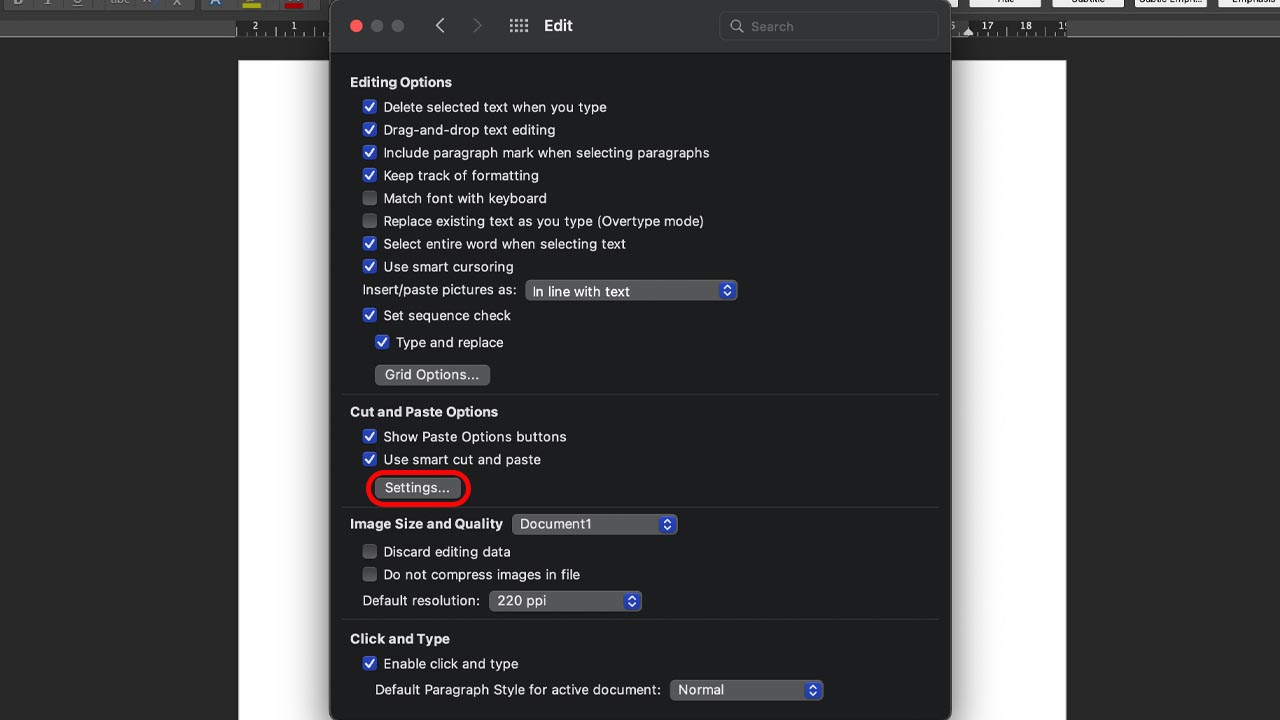 Edit
Search
2
1
17
18
Editing Options
Delete selected text when you type
Drag-and-drop text editing
Include paragraph mark when selecting paragraphs
Keep track of formatting
Match font with keyboard
Replace existing text as you type (Overtype mode)
Select entire word when selecting text
Use smart cursoring
Insert/paste pictures as: In line with text
Set sequence check
Type and replace
Grid Options...
Cut and Paste Options
Show Paste Options buttons
Use smart cut and paste
Settings...
Image Size and Quality Document1
Discard editing data
Do not compress images in file
Default resolution: 220 ppi
Click and Type
Enable click and type
Default Paragraph Style for active document: Normal